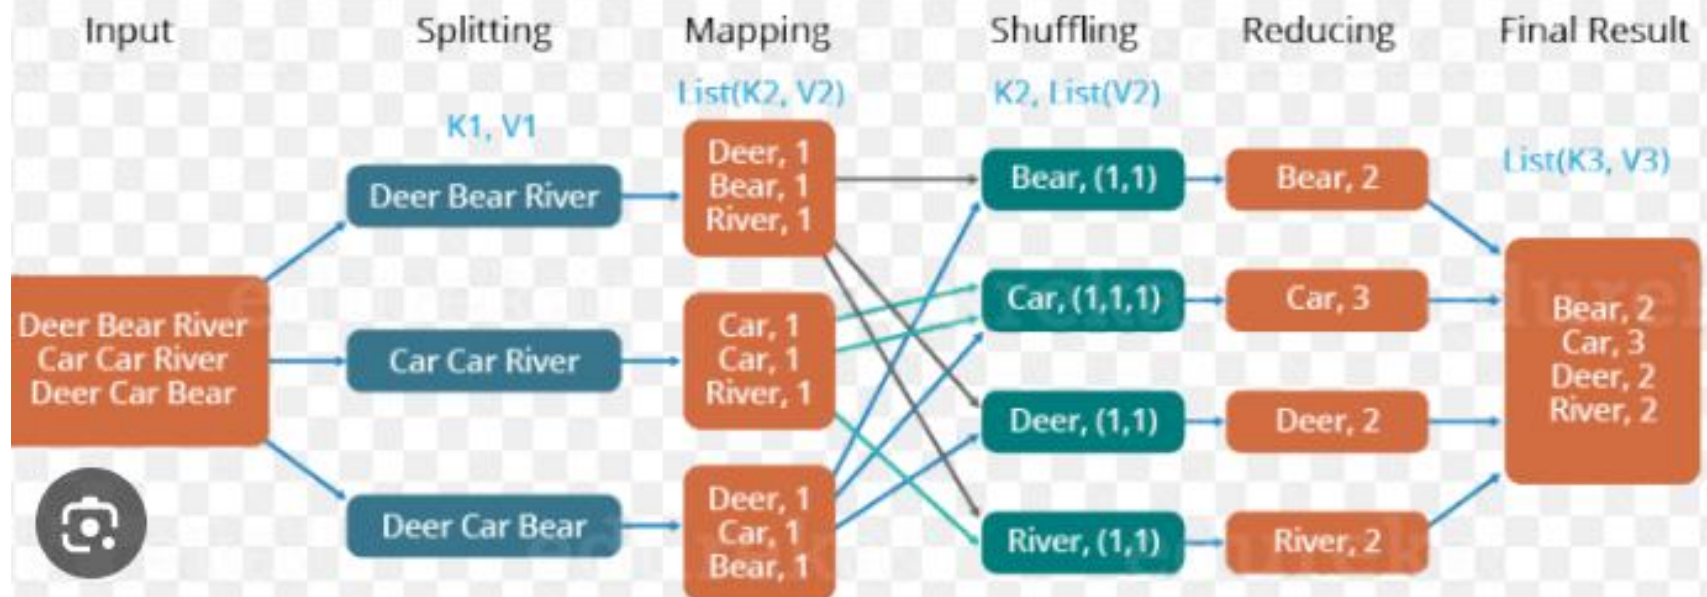 Input
Splitting
Mapping
Shuffling
Reducing
Final Result
K1, V1
List(K2, V2)
K2, List(V2)
List(K3, V3)
Deer Bear River
Car Car River
Deer Car Bear
Deer Bear River
Car Car River
Deer Car Bear
Deer, 1
Bear, 1
River, 1
Car, 1
Car, 1
River, 1
Deer, 1
Car, 1
Bear, 1
Bear, (1,1)
Car, (1,1,1)
Deer, (1,1)
River, (1,1)
Bear, 2
Car, 3
Deer, 2
River, 2
Bear, 2
Car, 3
Deer, 2
River, 2